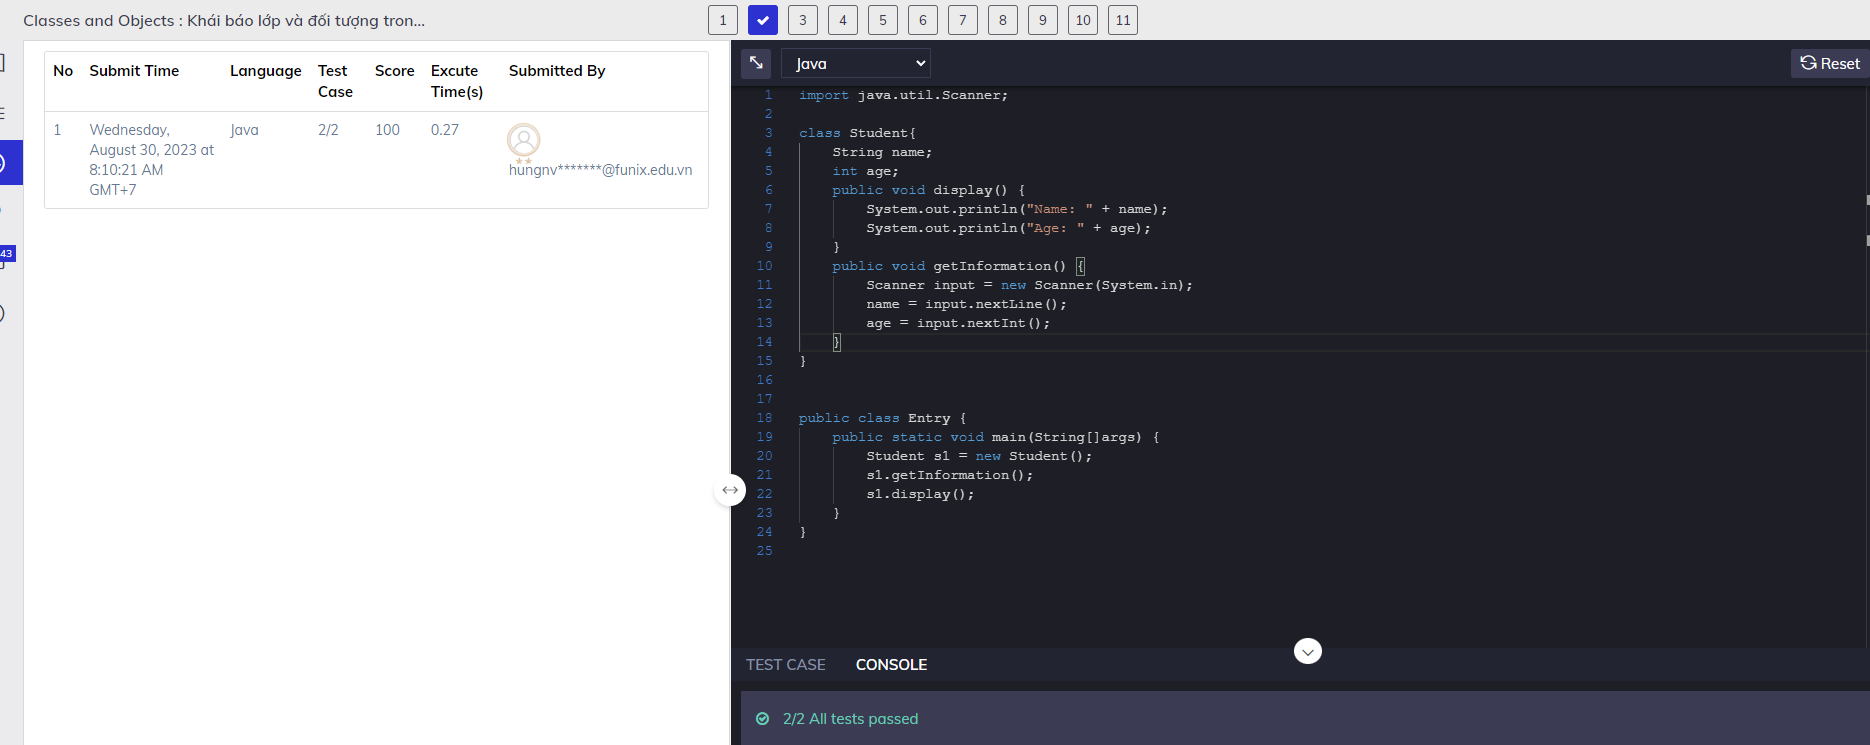 Classes and Objects : Khái báo lớp và đối tượng tron...
1
3
4
5
6
7
8
9
10
11
43
No Submit Time Language Test Case Score Excute Time(s) Submitted By
1 Wednesday, August 30, 2023 at 8:10:21 AM GMT+7 Java 2/2 100 0.27 hungnv*******@funix.edu.vn
Java
Reset
1 import java.util.Scanner;
2
3 class Student{
4     String name;
5     int age;
6     public void display() {
7         System.out.println("Name: " + name);
8         System.out.println("Age: " + age);
9     }
10     public void getInformation() {
11         Scanner input = new Scanner(System.in);
12         name = input.nextLine();
13         age = input.nextInt();
14     }
15 }
16
17
18 public class Entry {
19     public static void main(String[]args) {
20         Student s1 = new Student();
21         s1.getInformation();
22         s1.display();
23     }
24 }
25
TEST CASE CONSOLE
2/2 All tests passed